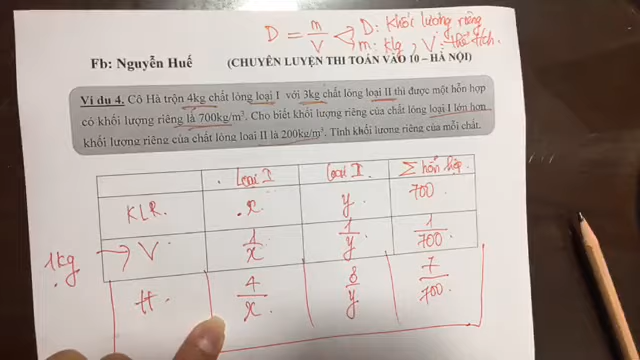 D = m/V < D: Khối lượng riêng
m: klg, V: thể tích
Fb: Nguyễn Huế (CHUYÊN LUYỆN THI TOÁN VÀO 10 – HÀ NỘI)
Ví dụ 4. Cô Hà trộn 4kg chất lỏng loại I với 3kg chất lỏng loại II thì được một hỗn hợp
có khối lượng riêng là 700kg/m³. Cho biết khối lượng riêng của chất lỏng loại I lớn hơn
khối lượng riêng của chất lỏng loai II là 200kg/m³. Tính khối lượng riêng của mỗi chất.
Loại I Loại II Σ hỗn hợp
KLR x y 700
1kg → V 1/x 1/y 1/700
H 4/x 3/y 7/700